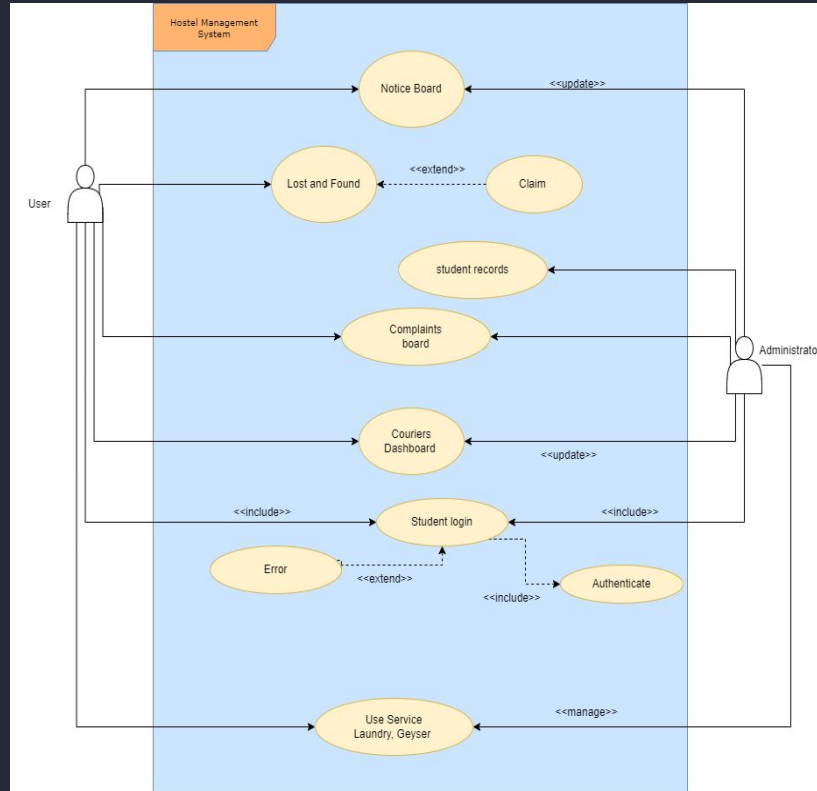 Hostel Management
System
Notice Board
<<update>>
<<extend>>
Lost and Found
Claim
User
student records
Complaints
board
Administrato
Couriers
Dashboard
<<update>>
<<include>>
Student login
<<include>>
Error
<<extend>>
Authenticate
<<include>>
Use Service
Laundry, Geyser
<<manage>>